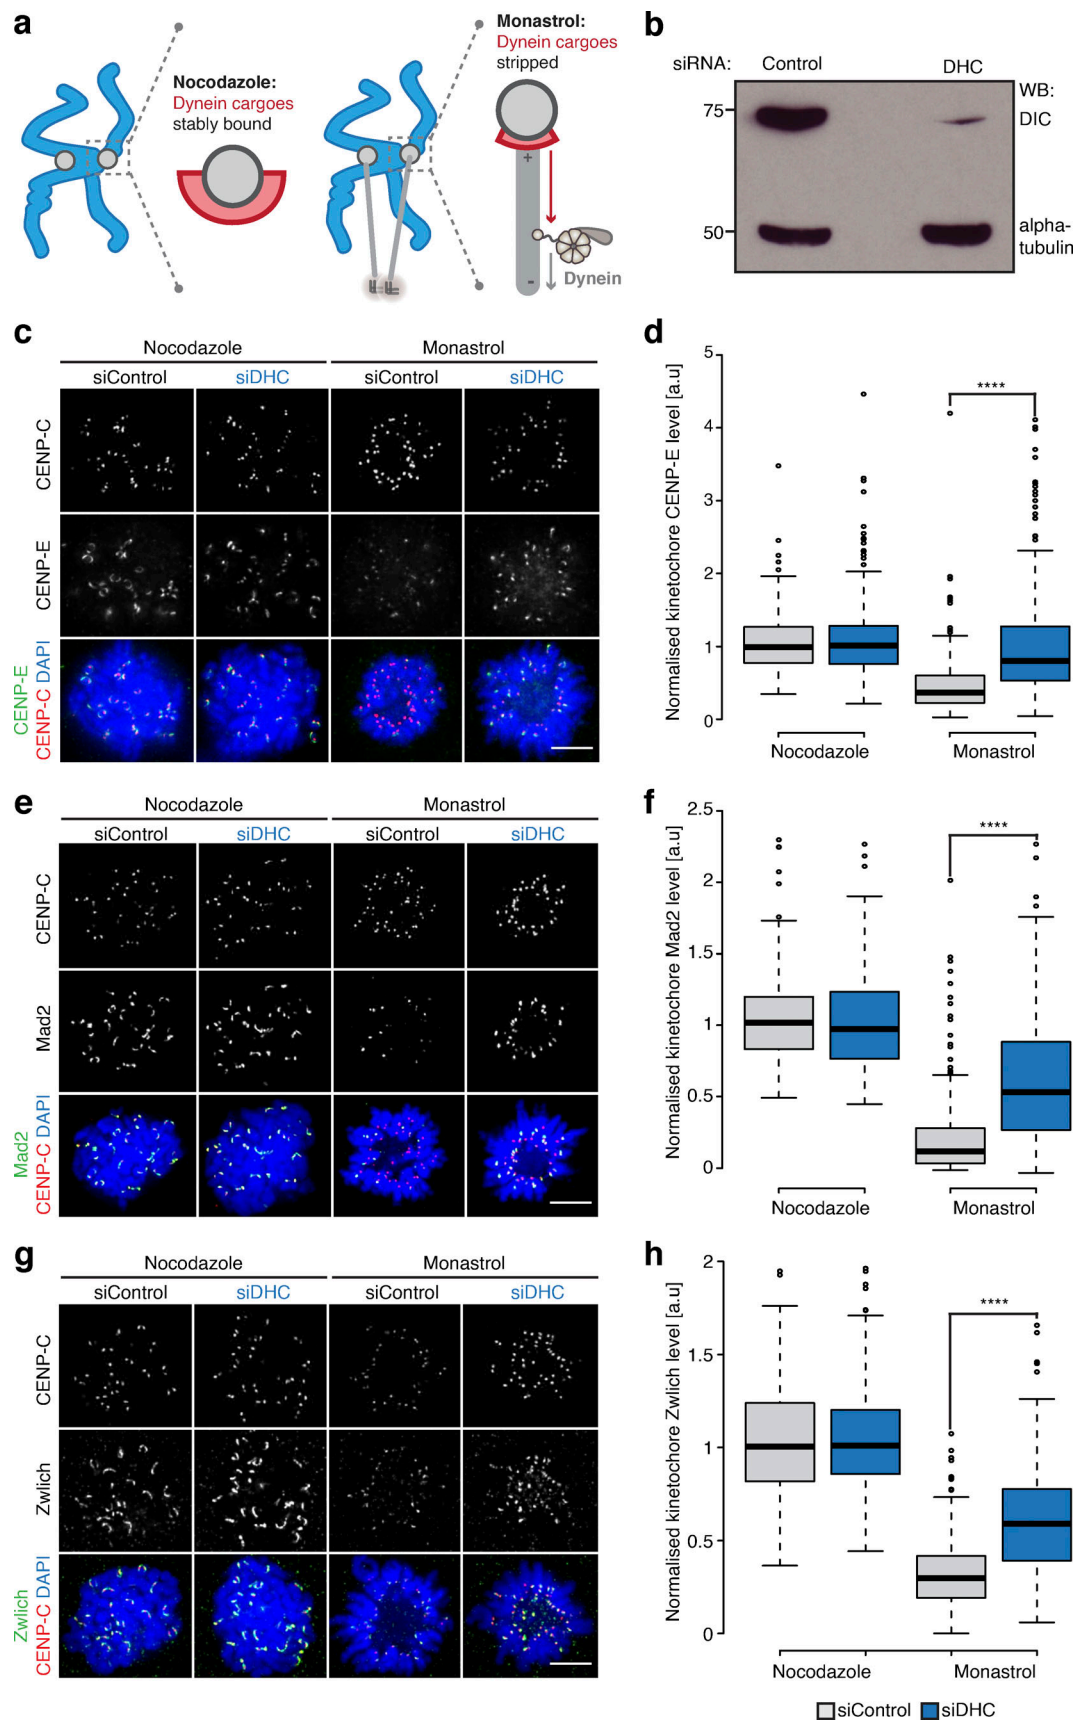 a
Nocodazole:
Dynein cargoes
stably bound
Monastrol:
Dynein cargoes
stripped
+
-
Dynein
b
siRNA:
Control
DHC
WB:
75
DIC
50
alpha-
tubulin
c
Nocodazole
Monastrol
siControl
siDHC
siControl
siDHC
CENP-C
CENP-E
CENP-E
CENP-C DAPI
d
Normalised kinetochore CENP-E level [a.u]
5
4
3
2
1
0
****
Nocodazole
Monastrol
e
Nocodazole
Monastrol
siControl
siDHC
siControl
siDHC
CENP-C
Mad2
Mad2
CENP-C DAPI
f
Normalised kinetochore Mad2 level [a.u]
2.5
2
1.5
1
0.5
0
****
Nocodazole
Monastrol
g
Nocodazole
Monastrol
siControl
siDHC
siControl
siDHC
CENP-C
Zwlich
Zwlich
CENP-C DAPI
h
Normalised kinetochore Zwlich level [a.u]
2
1.5
1
0.5
0
****
Nocodazole
Monastrol
siControl
siDHC